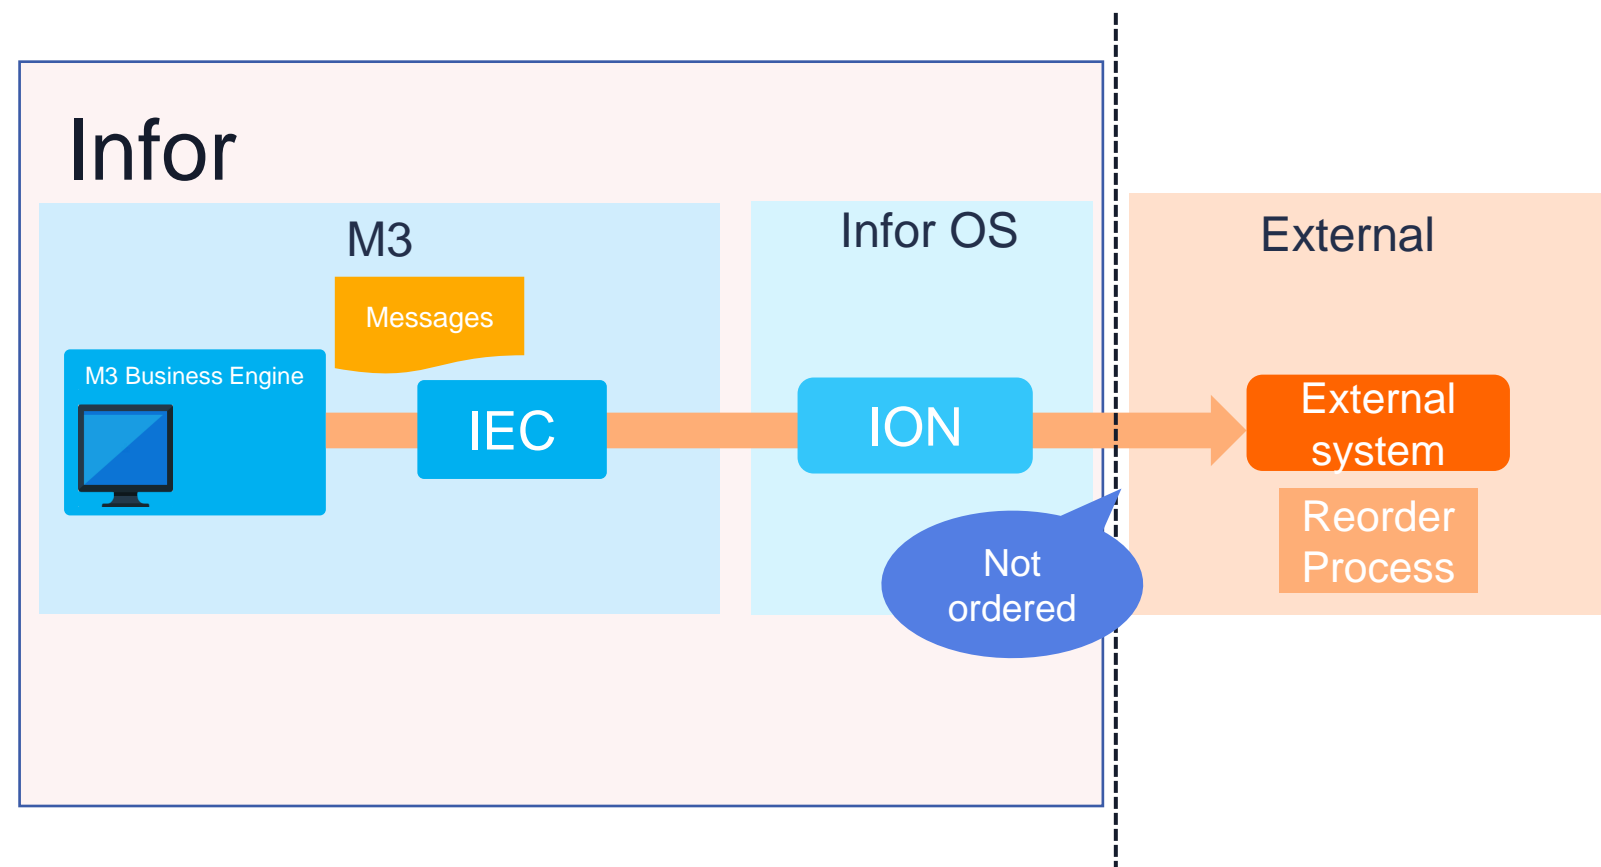 Infor
M3
Infor OS
External
Messages
M3 Business Engine
IEC
ION
External
system
Reorder
Process
Not
ordered